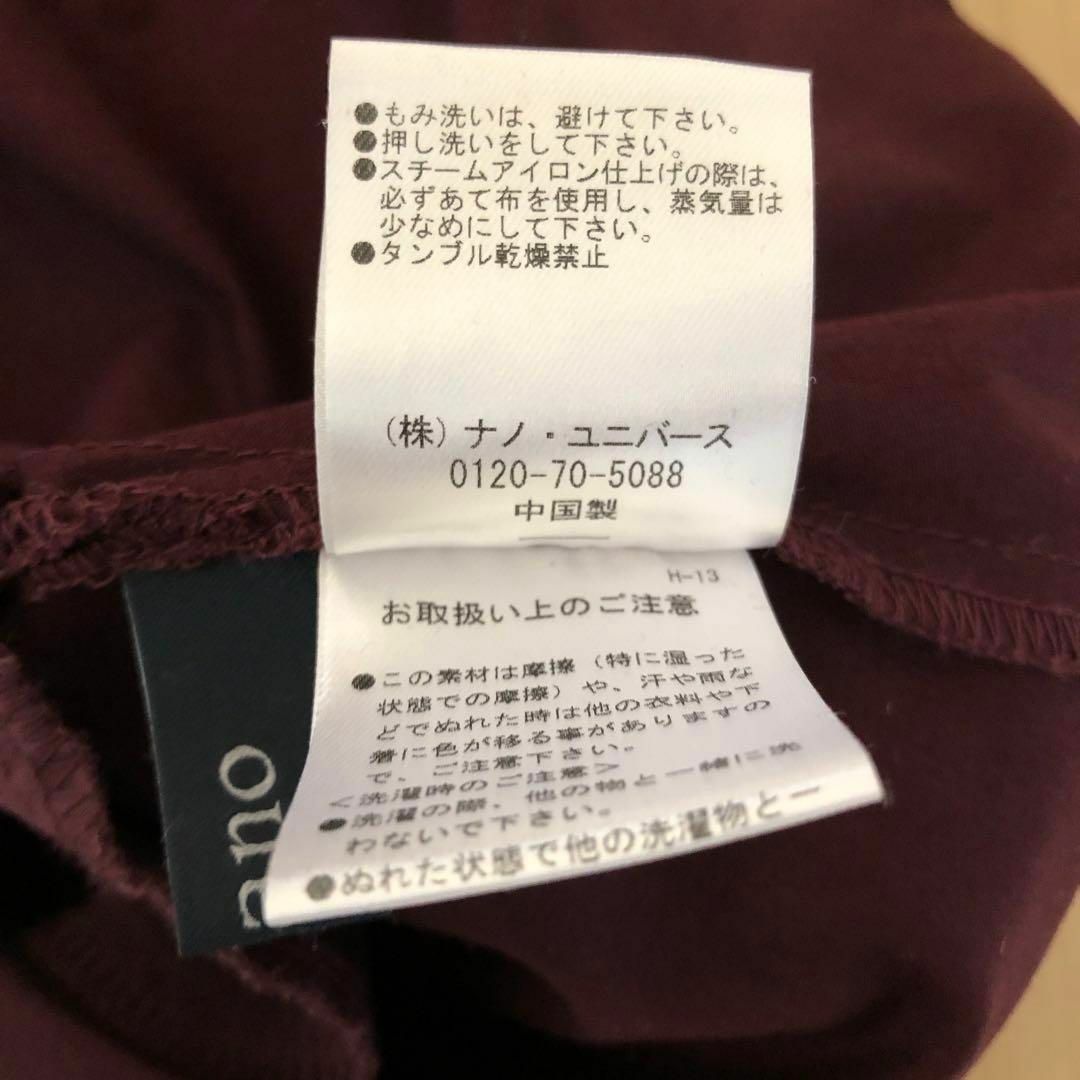 ●もみ洗いは、避けて下さい。
●押し洗いをして下さい。
●スチームアイロン仕上げの際は、
必ずあて布を使用し、蒸気量は
少なめにして下さい。
●タンブル乾燥禁止
(株)ナノ・ユニバース
0120-70-5088
中国製
H-13
お取扱い上のご注意
●この素材は摩擦(特に湿った
状態での摩擦)や、汗や雨な
どでぬれた時は他の衣料や下
着に色が移る事がありますの
で、ご注意下さい。
<洗濯時のご注意>
●洗濯の際、他の物と一緒に洗
わないで下さい。
●ぬれた状態で他の洗濯物と一
ano